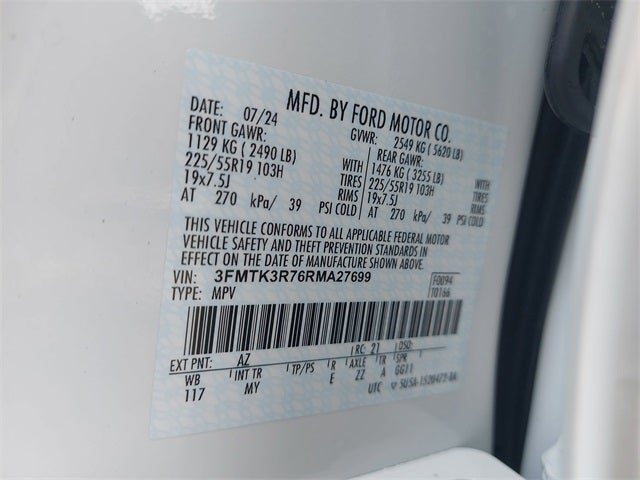 MFD. BY FORD MOTOR CO.
DATE: 07/24 GVWR: 2549 KG ( 5620 LB)
FRONT GAWR: REAR GAWR:
1129 KG ( 2490 LB) WITH 1476 KG ( 3255 LB) WITH
225/55R19 103H TIRES 225/55R19 103H TIRES
19x7.5J RIMS 19x7.5J RIMS
AT 270 kPa/ 39 PSI COLD AT 270 kPa/ 39 PSI COLD
THIS VEHICLE CONFORMS TO ALL APPLICABLE FEDERAL MOTOR
VEHICLE SAFETY AND THEFT PREVENTION STANDARDS IN
EFFECT ON THE DATE OF MANUFACTURE SHOWN ABOVE.
VIN: 3FMTK3R76RMA27699 F0094
TYPE: MPV T0166
EXT PNT: AZ RC: 21 DSO:
WB INT TR TP/PS R AXLE TR SPR
117 MY E ZZ A GGJ1
UTC